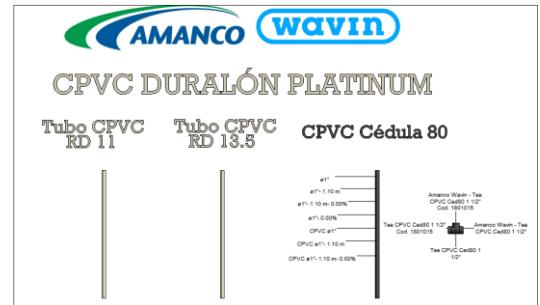 AMANCO wavin
CPVC DURALÓN PLATINUM
Tubo CPVC
RD 11
Tubo CPVC
RD 13.5
CPVC Cédula 80
ø1"
ø1"- 1.10 m
ø1"- 1.10 m- 0.00%
ø1"-0.00%
CPVC ø1"
CPVC ø1"- 1.10 m
CPVC ø1"- 1.10 m- 0.00%
Amanco Wavin - Tee
CPVC Ced80 1 1/2"
Cod. 1801015
Tee CPVC Ced80 1 1/2"
Cod. 1801015
Amanco Wavin - Tee
CPVC Ced80 1 1/2"
Tee CPVC Ced80 1
1/2"